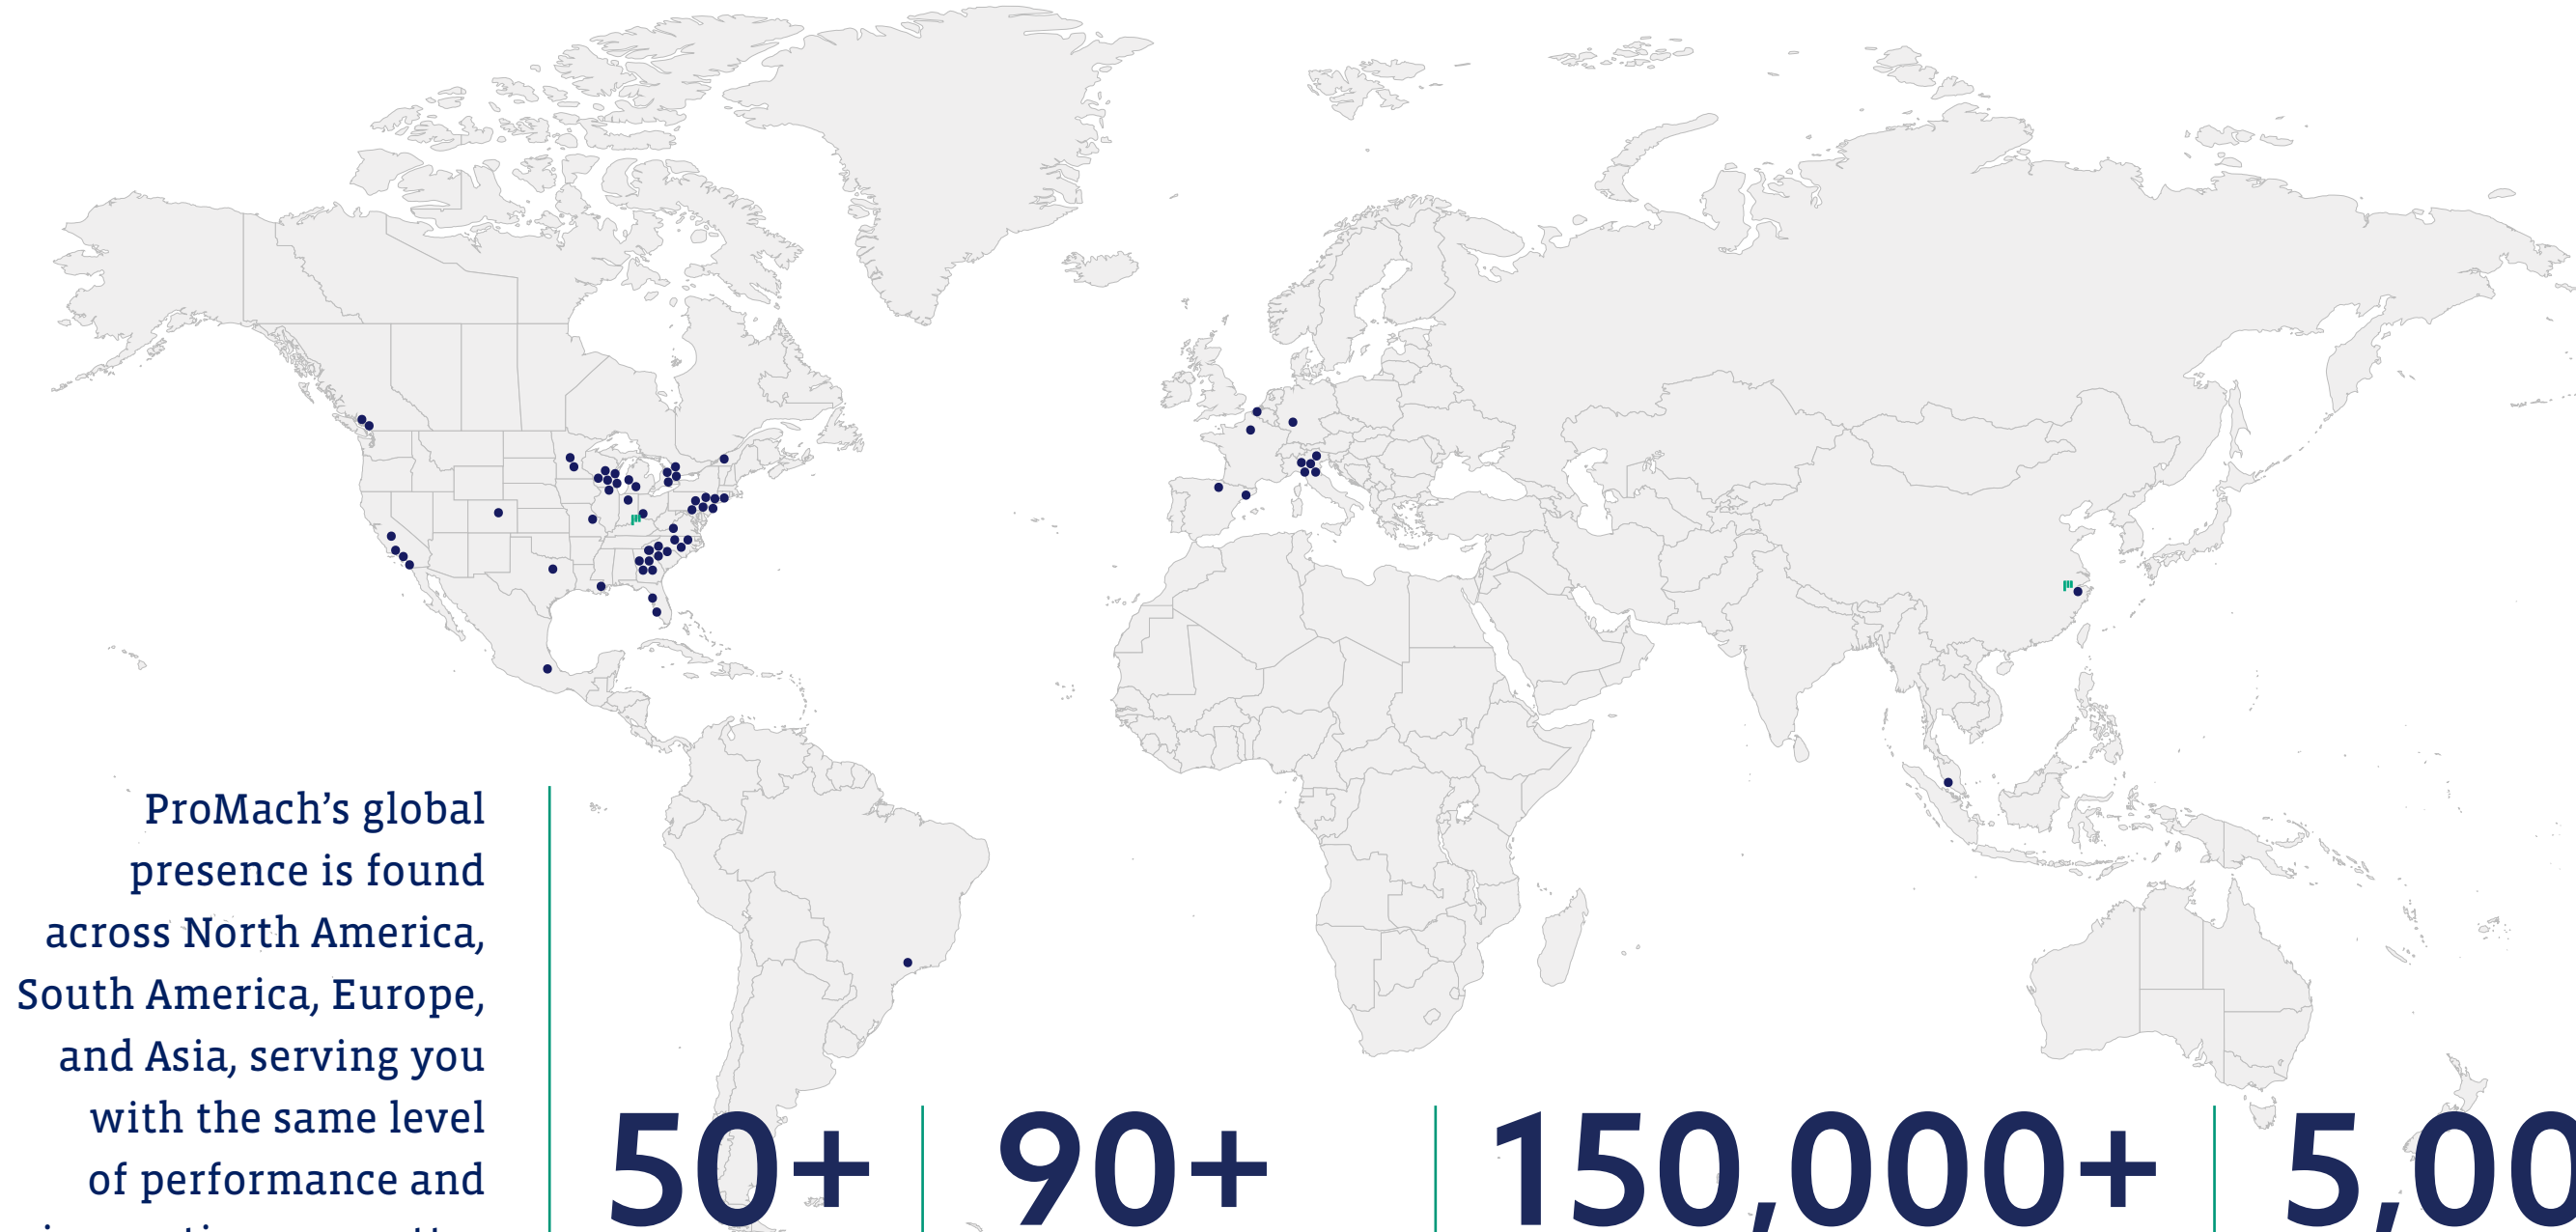 ProMach’s global
presence is found
across North America,
South America, Europe,
and Asia, serving you
with the same level
of performance and
50+
90+
150,000+